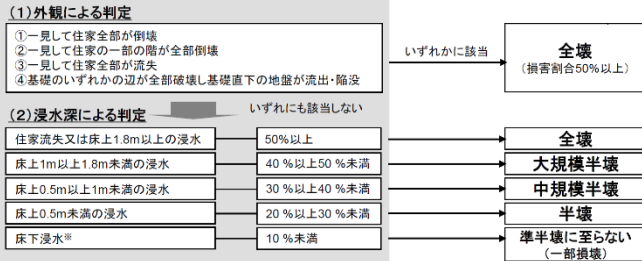 (1)外観による判定
①一見して住家全部が倒壊
②一見して住家の一部の階が全部倒壊
③一見して住家全部が流失
④基礎のいずれかの辺が全部破壊し基礎直下の地盤が流出・陥没
いずれかに該当
全壊
(損害割合50%以上)
(2)浸水深による判定
いずれにも該当しない
住家流失又は床上1.8m以上の浸水
50%以上
全壊
床上1m以上1.8m未満の浸水
40 %以上50 %未満
大規模半壊
床上0.5m以上1m未満の浸水
30 %以上40 %未満
中規模半壊
床上0.5m未満の浸水
20 %以上30 %未満
半壊
床下浸水※
10 %未満
準半壊に至らない
(一部損壊)